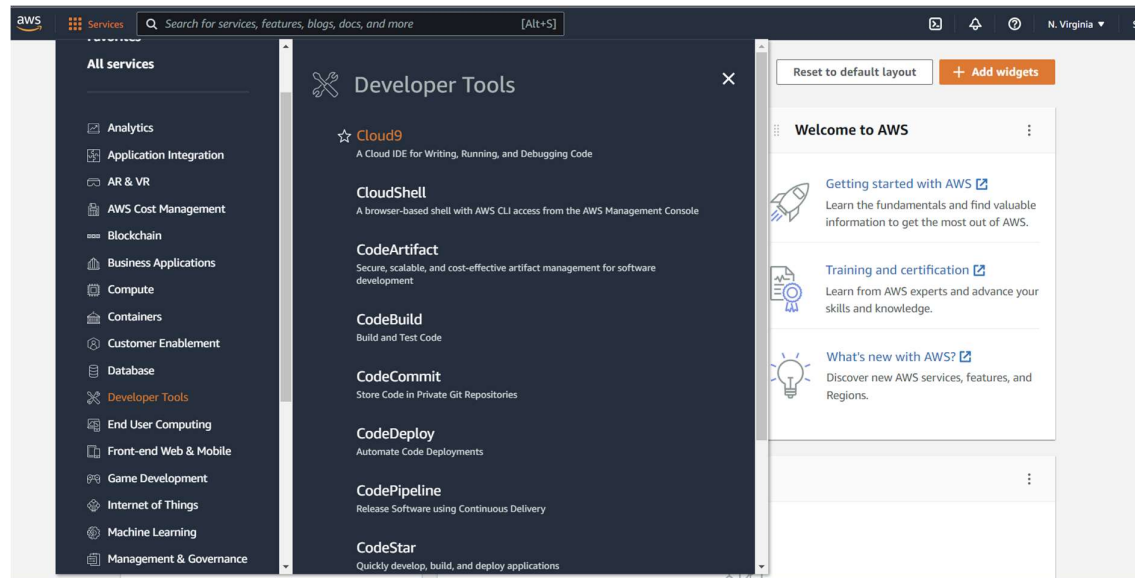 aws
Services
Search for services, features, blogs, docs, and more
[Alt+S]
N. Virginia
All services
Analytics
Application Integration
AR & VR
AWS Cost Management
Blockchain
Business Applications
Compute
Containers
Customer Enablement
Database
Developer Tools
End User Computing
Front-end Web & Mobile
Game Development
Internet of Things
Machine Learning
Management & Governance
Developer Tools
Cloud9
A Cloud IDE for Writing, Running, and Debugging Code
CloudShell
A browser-based shell with AWS CLI access from the AWS Management Console
CodeArtifact
Secure, scalable, and cost-effective artifact management for software
development
CodeBuild
Build and Test Code
CodeCommit
Store Code in Private Git Repositories
CodeDeploy
Automate Code Deployments
CodePipeline
Release Software using Continuous Delivery
CodeStar
Quickly develop, build, and deploy applications
Reset to default layout
+ Add widgets
Welcome to AWS
Getting started with AWS
Learn the fundamentals and find valuable
information to get the most out of AWS.
Training and certification
Learn from AWS experts and advance your
skills and knowledge.
What's new with AWS?
Discover new AWS services, features, and
Regions.